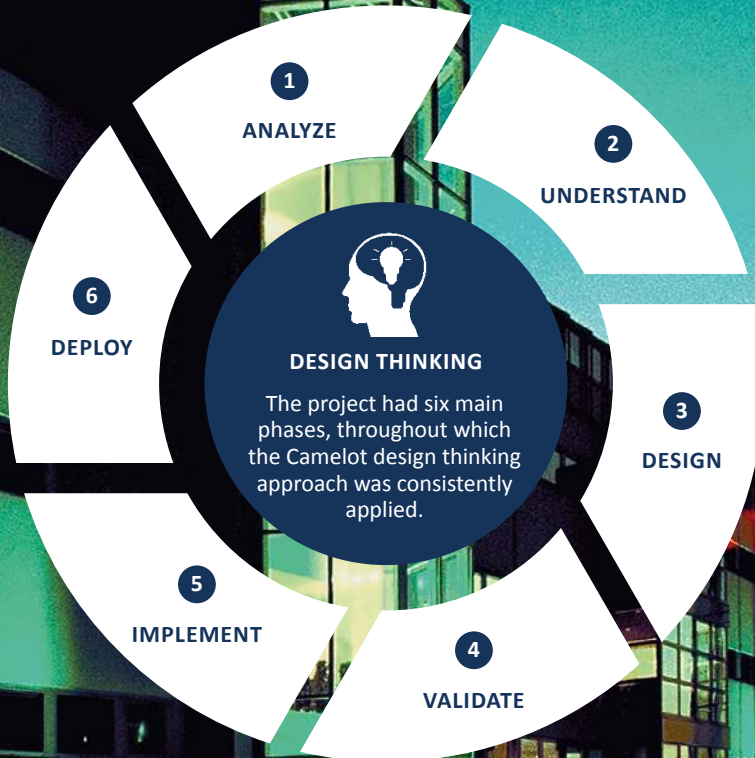 1
ANALYZE
2
UNDERSTAND
3
DESIGN
4
VALIDATE
5
IMPLEMENT
6
DEPLOY
DESIGN THINKING
The project had six main
phases, throughout which
the Camelot design thinking
approach was consistently
applied.